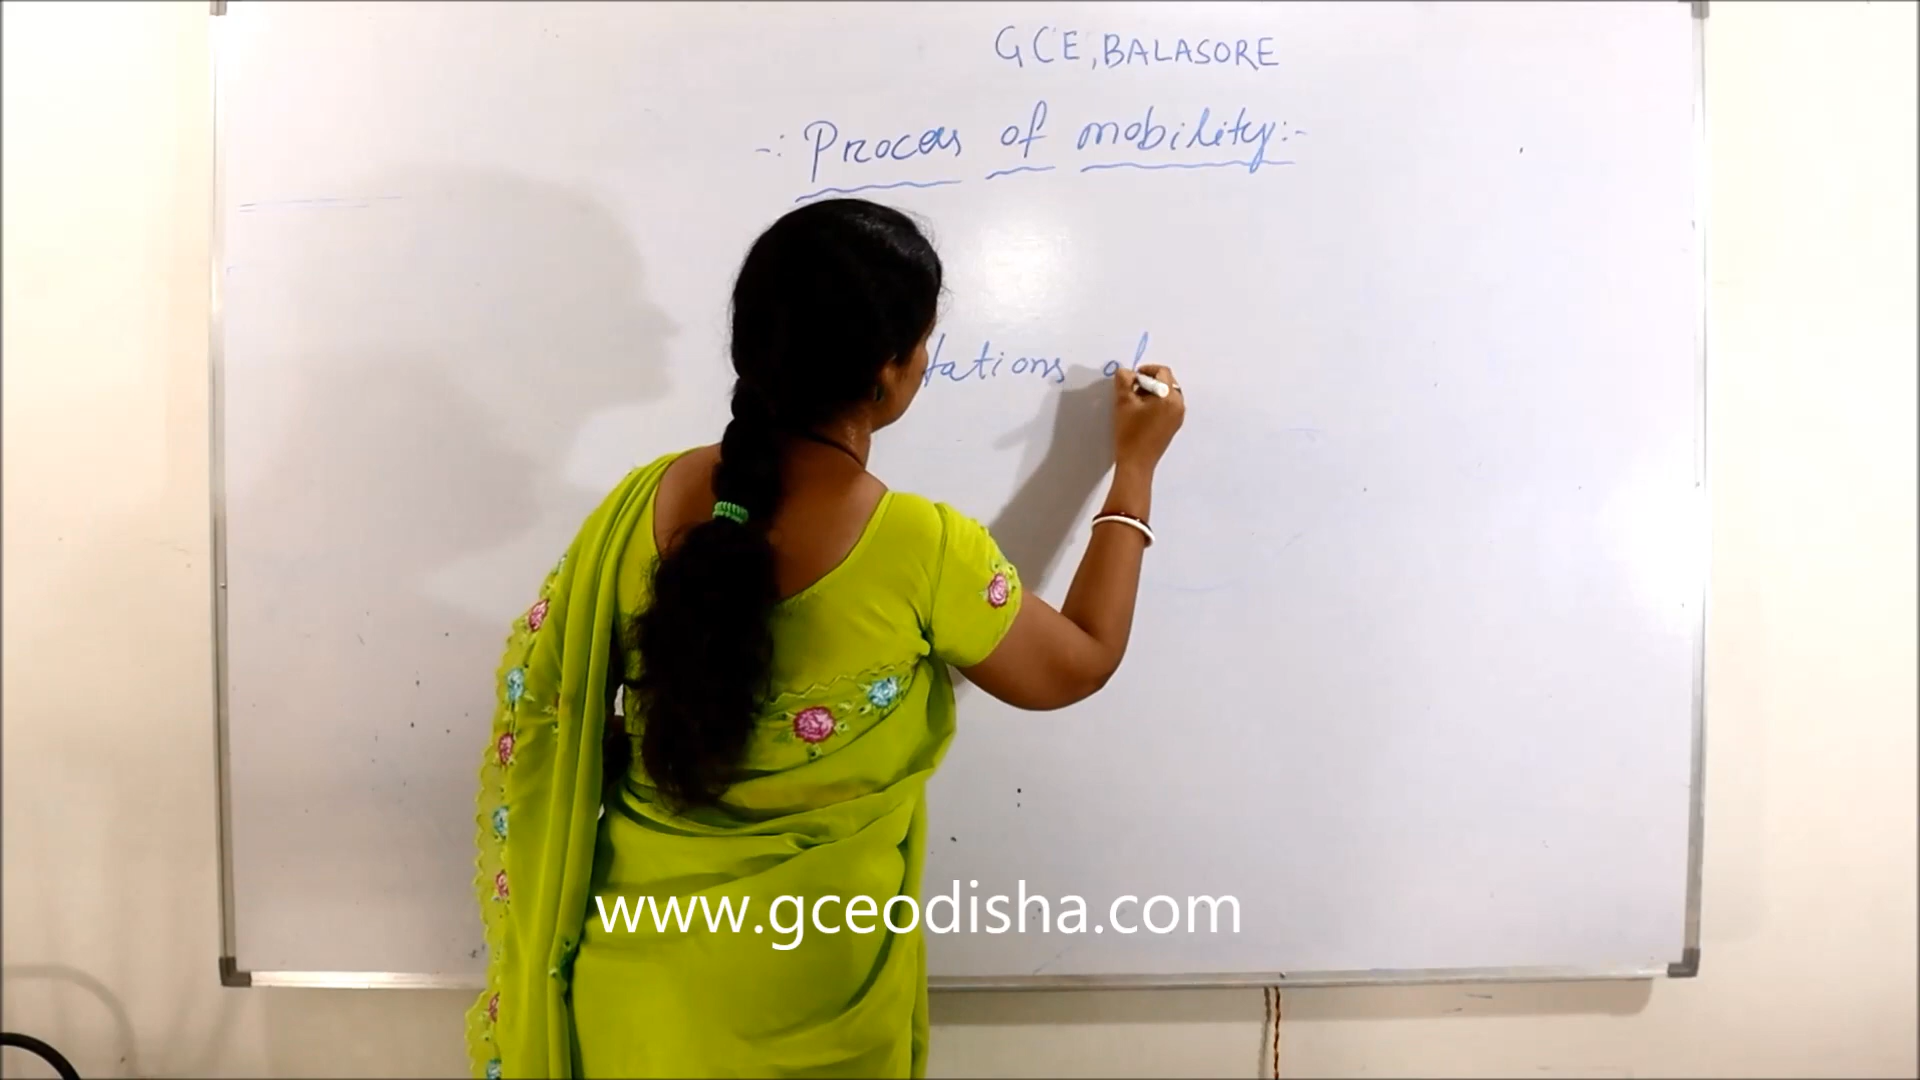 GCE, BALASORE
-: Process of mobility:-
tations of
www.gceodisha.com